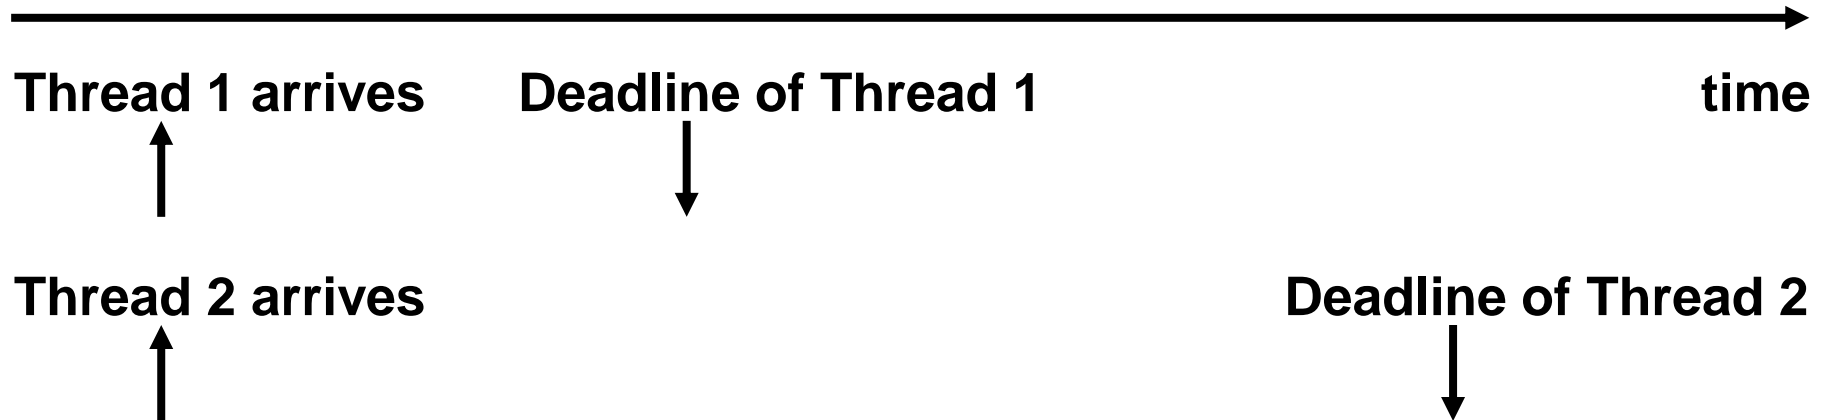 Thread 1 arrives Deadline of Thread 1 time
Thread 2 arrives Deadline of Thread 2